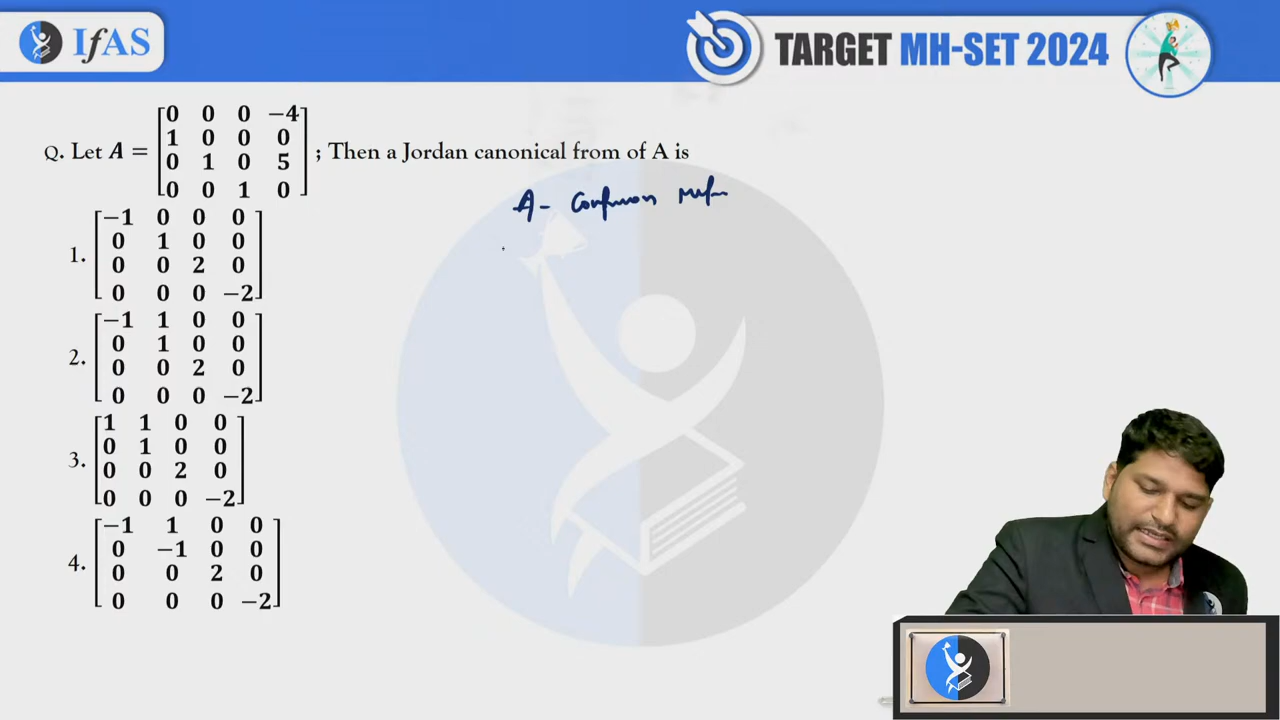 IfAS
TARGET MH-SET 2024
Q. Let A = [0 0 0 −4; 1 0 0 0; 0 1 0 5; 0 0 1 0] ; Then a Jordan canonical from of A is
A -
1. [−1 0 0 0; 0 1 0 0; 0 0 2 0; 0 0 0 −2]
2. [−1 1 0 0; 0 1 0 0; 0 0 2 0; 0 0 0 −2]
3. [1 1 0 0; 0 1 0 0; 0 0 2 0; 0 0 0 −2]
4. [−1 1 0 0; 0 −1 0 0; 0 0 2 0; 0 0 0 −2]